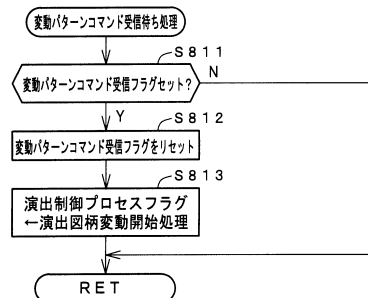 変動パターンコマンド受信待ち処理
S811
変動パターンコマンド受信フラグセット?
N
Y
S812
変動パターンコマンド受信フラグをリセット
S813
演出制御プロセスフラグ
←演出図柄変動開始処理
RET